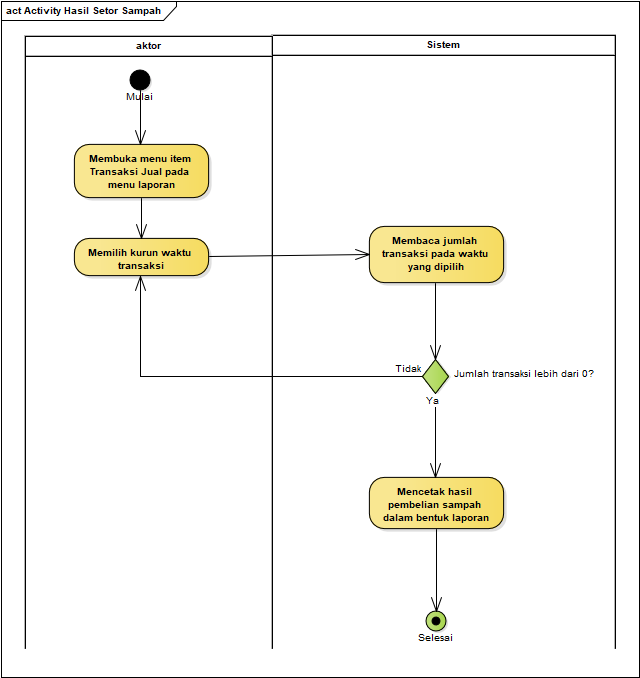 act Activity Hasil Setor Sampah
aktor
Sistem
Mulai
Membuka menu item
Transaksi Jual pada
menu laporan
Memilih kurun waktu
transaksi
Membaca jumlah
transaksi pada waktu
yang dipilih
Tidak
Jumlah transaksi lebih dari 0?
Ya
Mencetak hasil
pembelian sampah
dalam bentuk laporan
Selesai